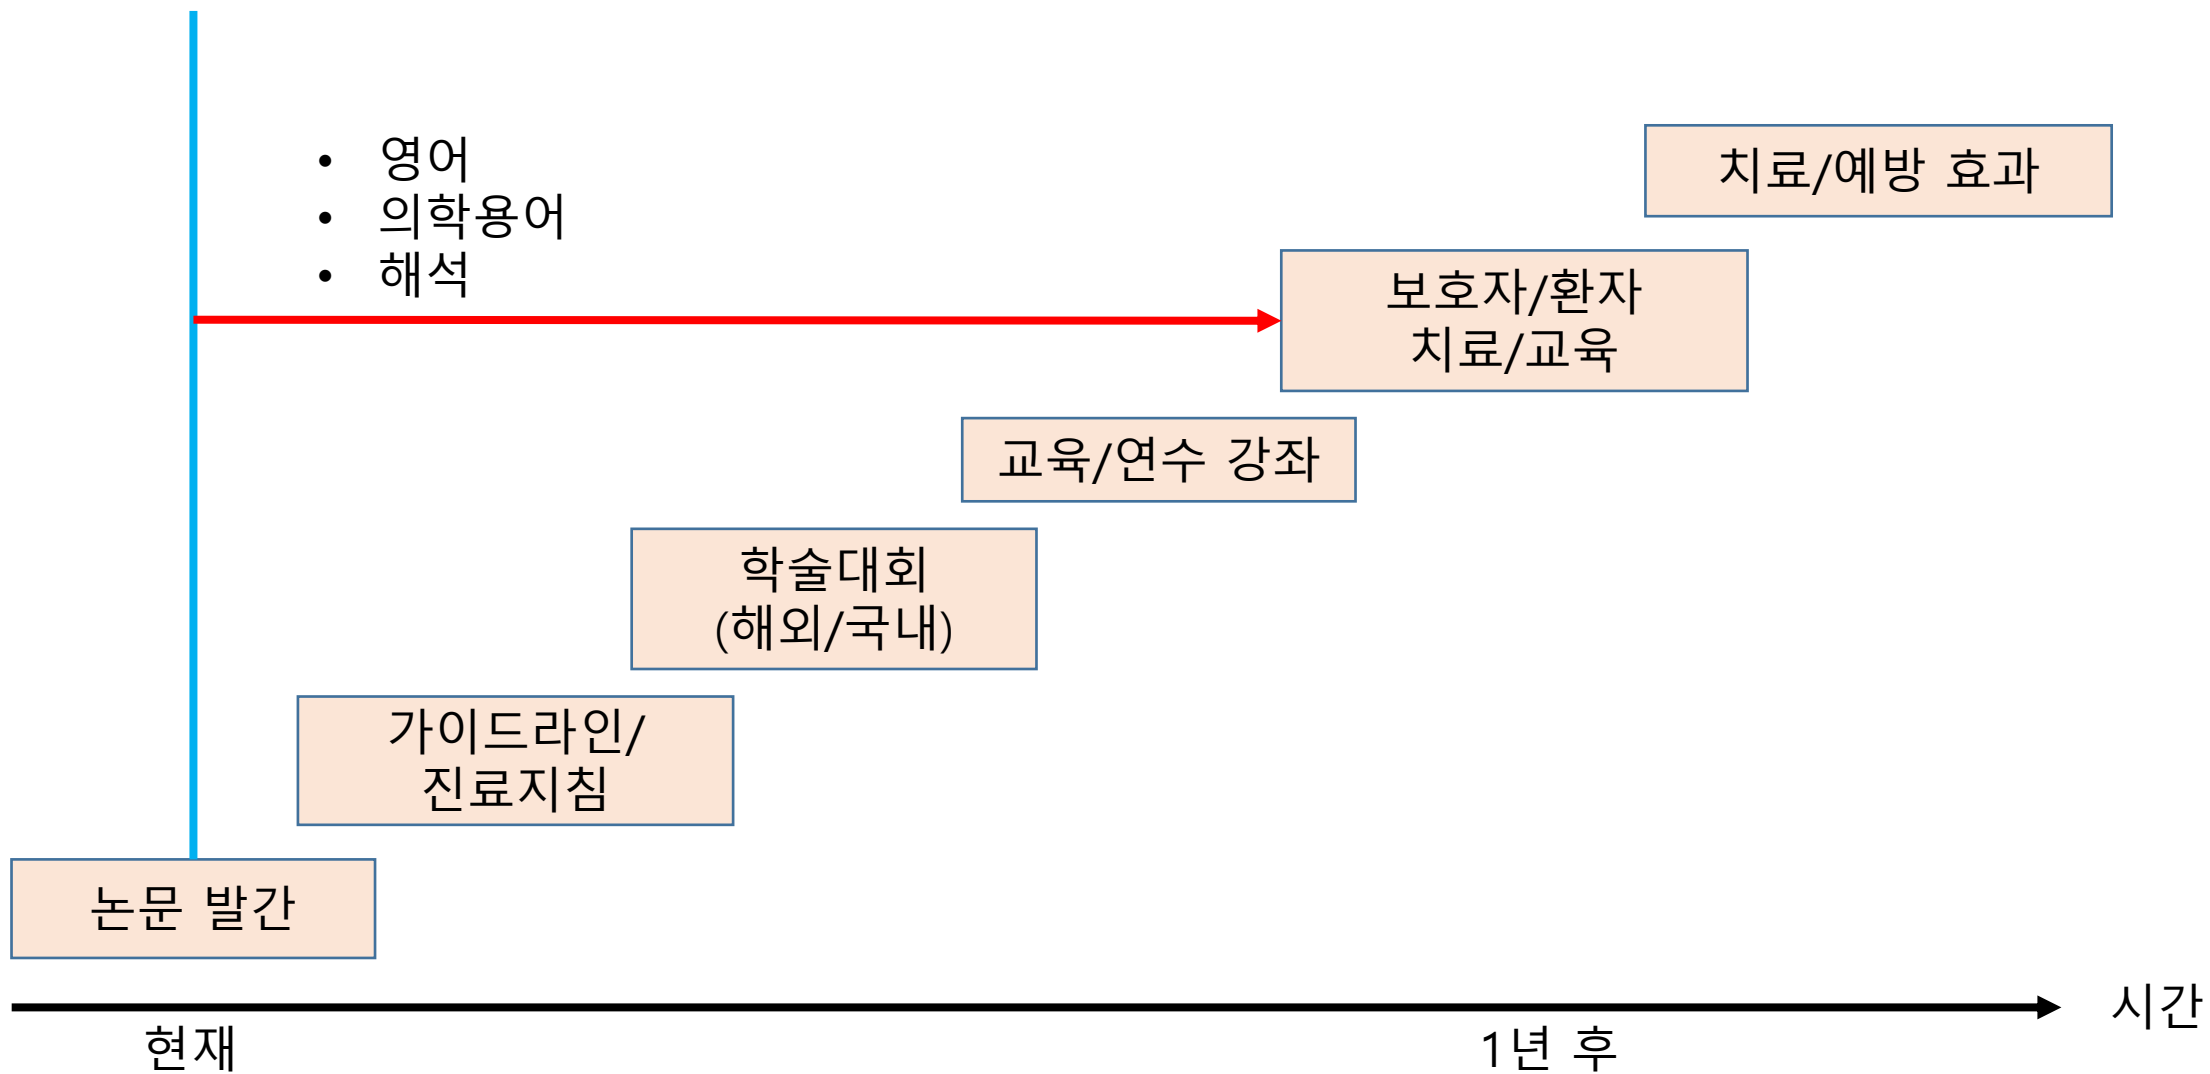 • 영어
• 의학용어
• 해석
치료/예방 효과
보호자/환자
치료/교육
교육/연수 강좌
학술대회
(해외/국내)
가이드라인/
진료지침
논문 발간
시간
현재
1년 후